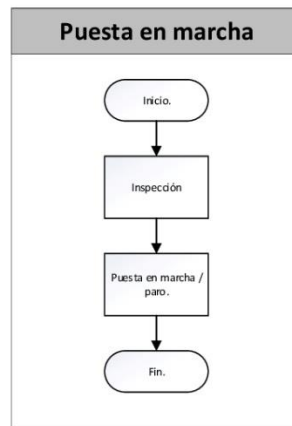 Puesta en marcha
Inicio.
Inspección
Puesta en marcha /
paro.
Fin.